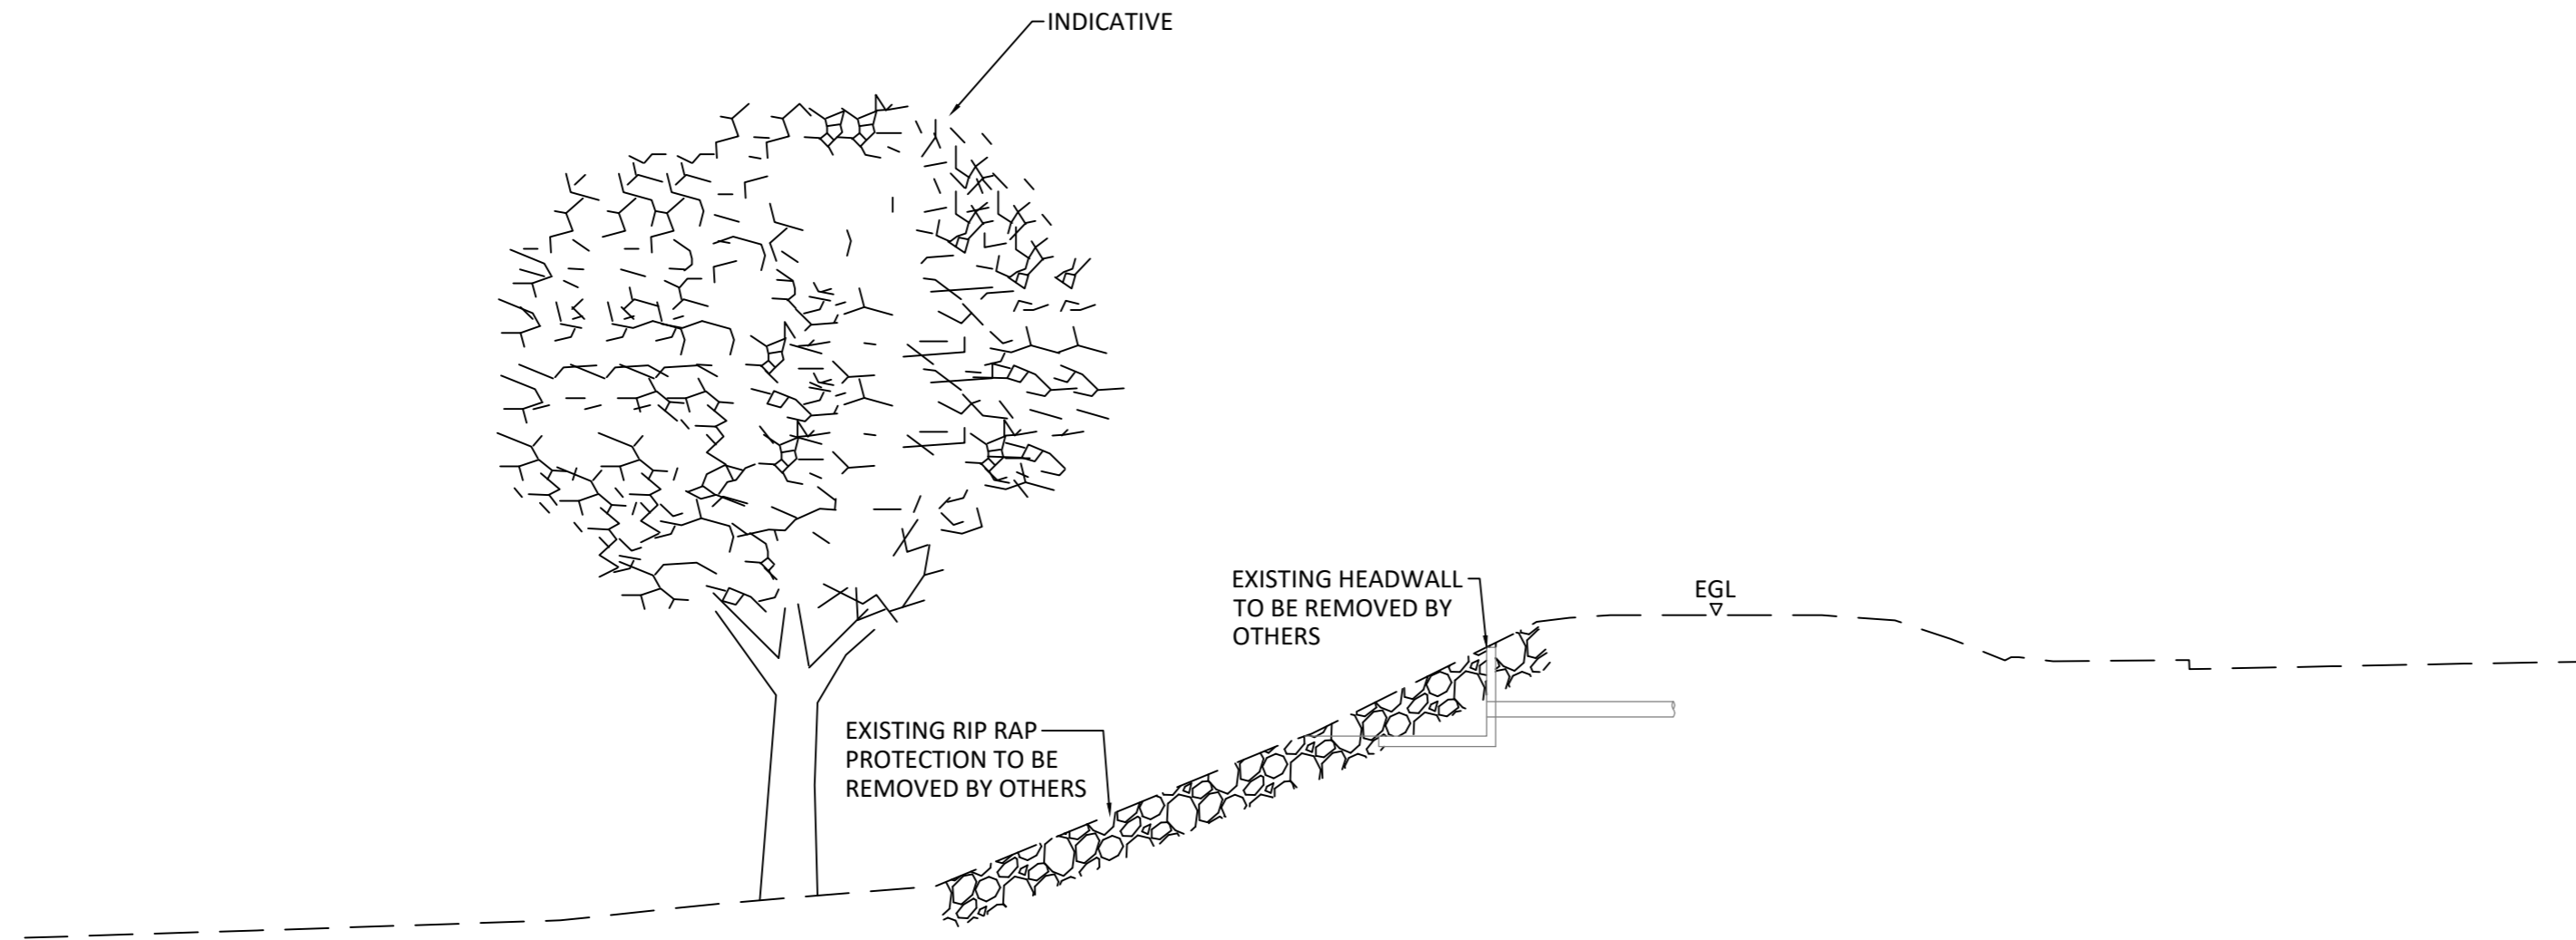 INDICATIVE
EXISTING HEADWALL
TO BE REMOVED BY
OTHERS
EGL
EXISTING RIP RAP
PROTECTION TO BE
REMOVED BY OTHERS